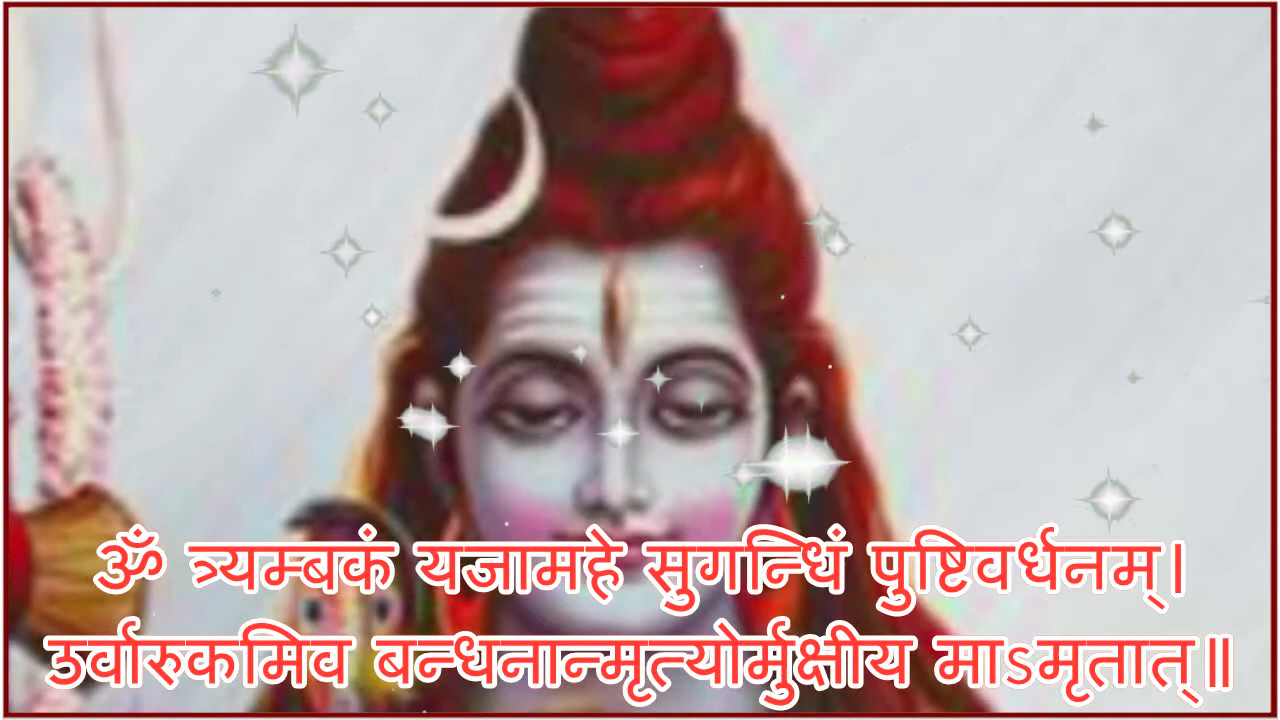 ॐ त्र्यम्बकं यजामहे सुगन्धिं पुष्टिवर्धनम्।
उर्वारुकमिव बन्धनान्मृत्योर्मुक्षीय माऽमृतात्॥